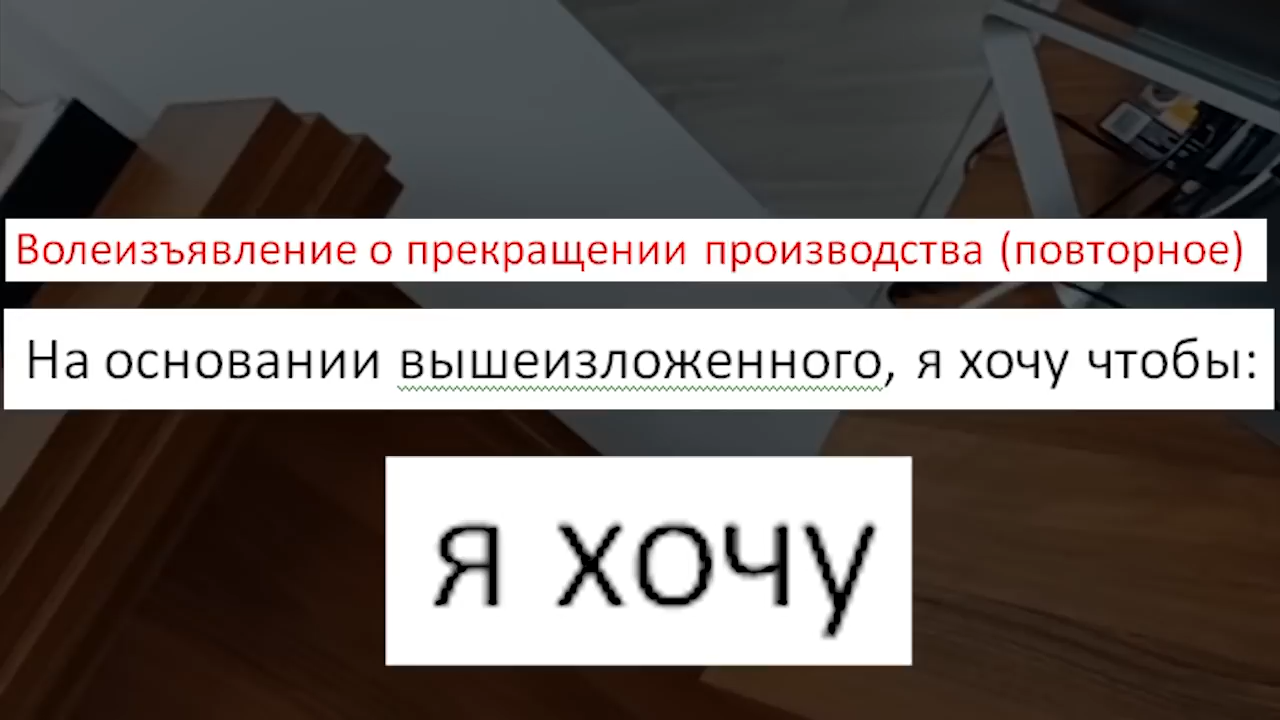 Волеизъявление о прекращении производства (повторное)
На основании вышеизложенного, я хочу чтобы:
я хочу